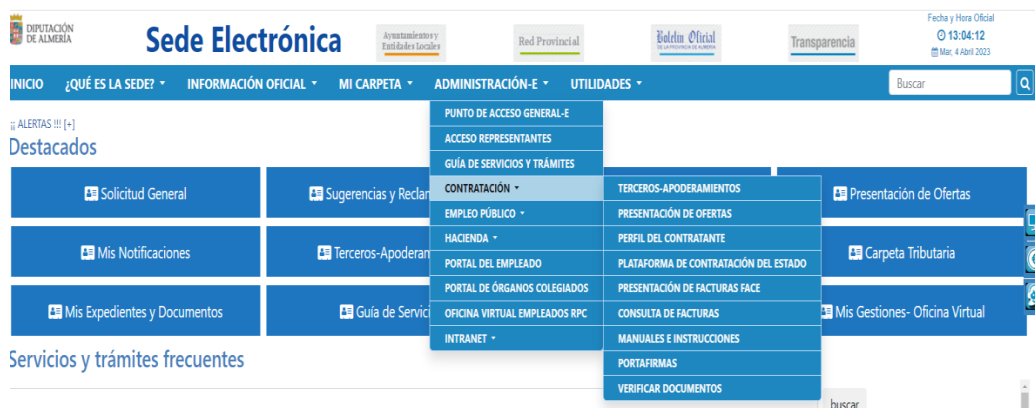 DIPUTACIÓN
DE ALMERÍA
Sede Electrónica
Ayuntamientos y
Entidades Locales
Red Provincial
Boletín Oficial
DE LA PROVINCIA DE ALMERÍA
Transparencia
Fecha y Hora Oficial
13:04:12
Mar, 4 Abril 2023
INICIO ¿QUÉ ES LA SEDE? INFORMACIÓN OFICIAL MI CARPETA ADMINISTRACIÓN-E UTILIDADES Buscar
PUNTO DE ACCESO GENERAL-E
ACCESO REPRESENTANTES
GUÍA DE SERVICIOS Y TRÁMITES
CONTRATACIÓN
EMPLEO PÚBLICO
HACIENDA
PORTAL DEL EMPLEADO
PORTAL DE ÓRGANOS COLEGIADOS
OFICINA VIRTUAL EMPLEADOS RPC
INTRANET
TERCEROS-APODERAMIENTOS
PRESENTACIÓN DE OFERTAS
PERFIL DEL CONTRATANTE
PLATAFORMA DE CONTRATACIÓN DEL ESTADO
PRESENTACIÓN DE FACTURAS FACE
CONSULTA DE FACTURAS
MANUALES E INSTRUCCIONES
PORTAFIRMAS
VERIFICAR DOCUMENTOS
¡¡ ALERTAS !!! [+]
Destacados
Solicitud General
Sugerencias y Reclam
Presentación de Ofertas
Mis Notificaciones
Terceros-Apoderam
Carpeta Tributaria
Mis Expedientes y Documentos
Guía de Servici
Mis Gestiones- Oficina Virtual
Servicios y trámites frecuentes
buscar